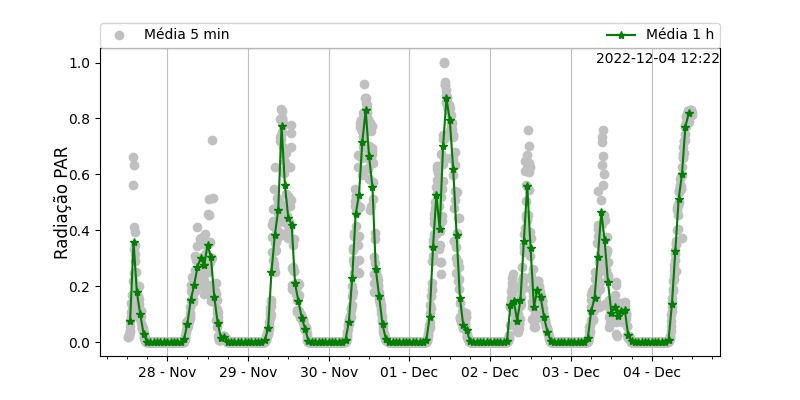 Média 5 min
Média 1 h
2022-12-04 12:22
Radiação PAR
1.0
0.8
0.6
0.4
0.2
0.0
28 - Nov
29 - Nov
30 - Nov
01 - Dec
02 - Dec
03 - Dec
04 - Dec